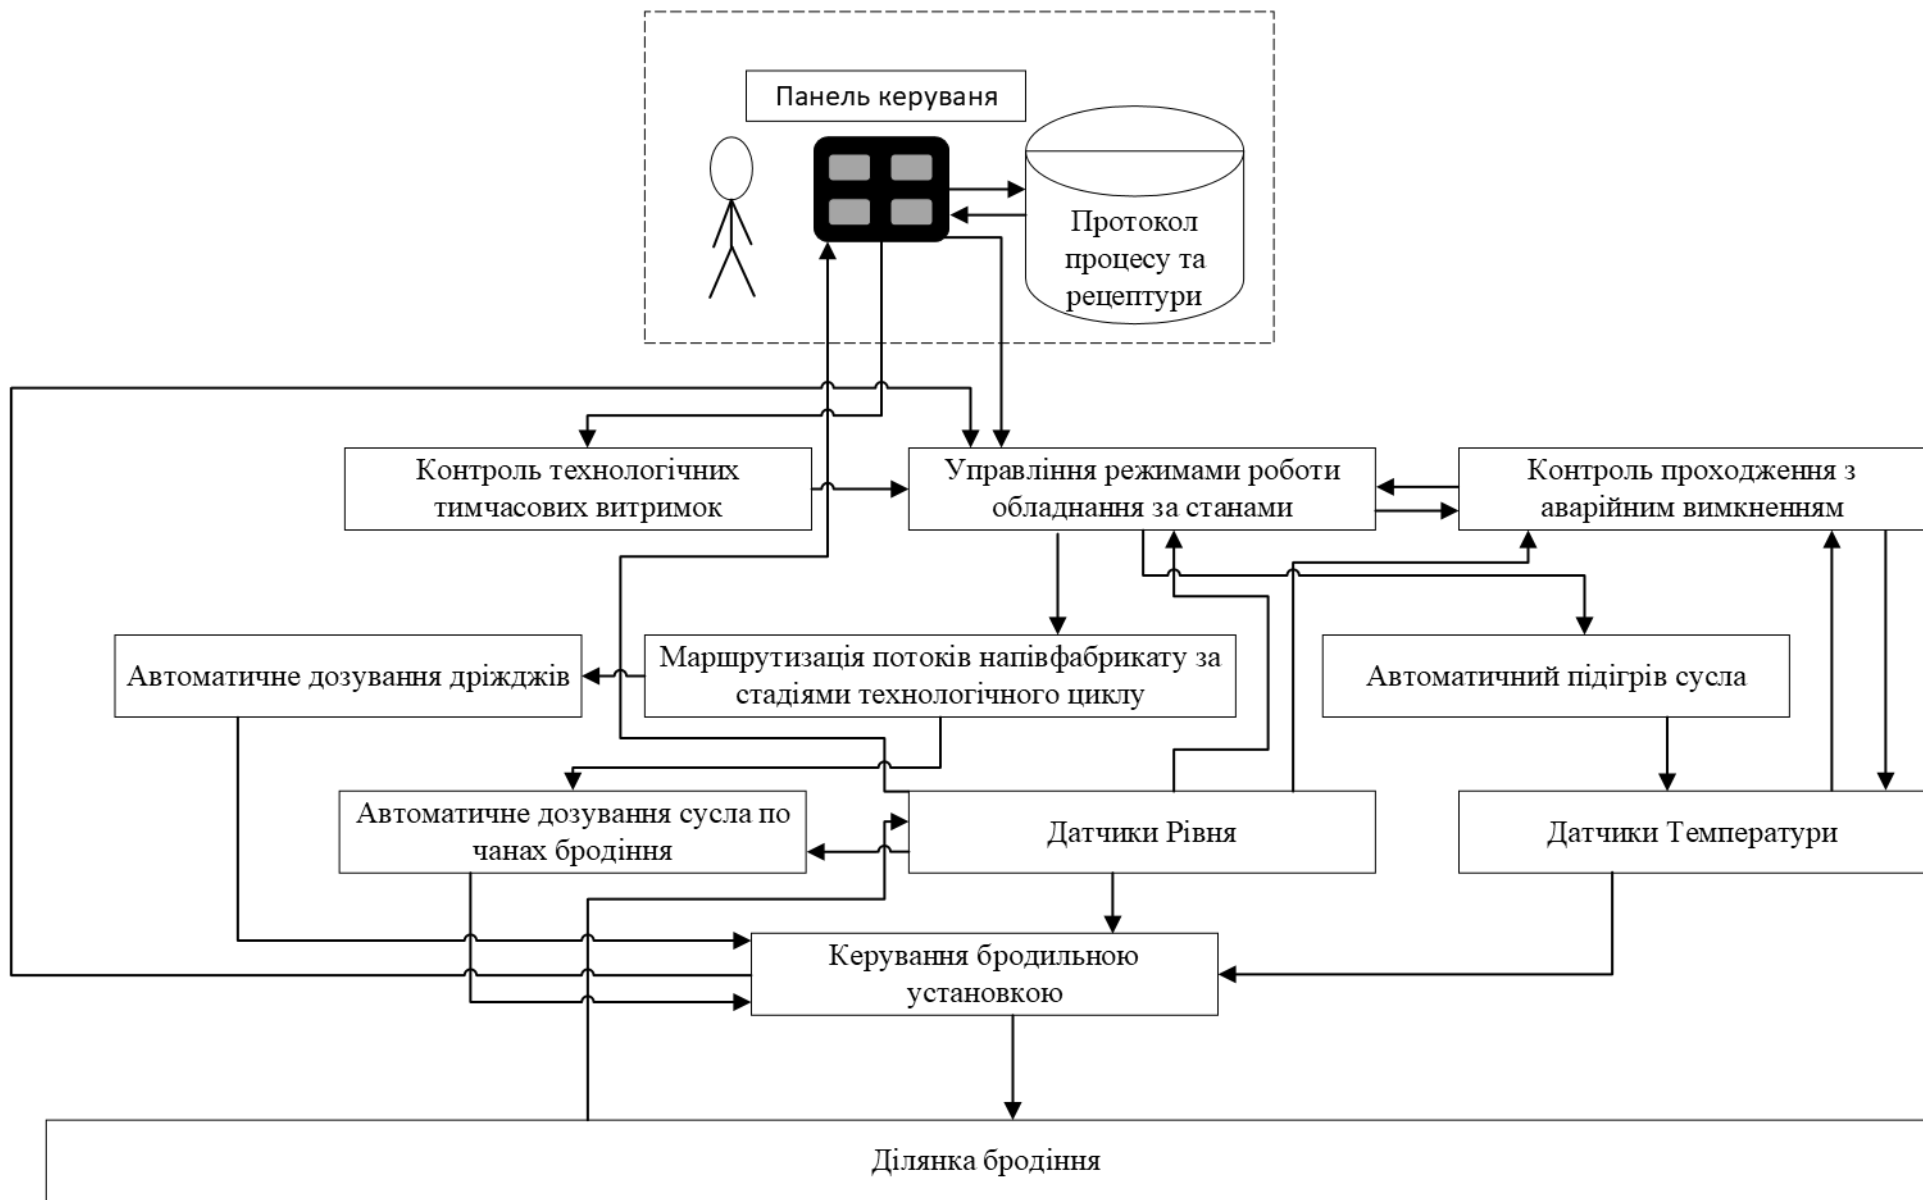 Панель керуваня
Протокол
процесу та
рецептури
Контроль технологічних
тимчасових витримок
Управління режимами роботи
обладнання за станами
Контроль проходження з
аварійним вимкненням
Автоматичне дозування дріжджів
Маршрутизація потоків напівфабрикату за
стадіями технологічного циклу
Автоматичний підігрів сусла
Автоматичне дозування сусла по
чанах бродіння
Датчики Рівня
Датчики Температури
Керування бродильною
установкою
Ділянка бродіння